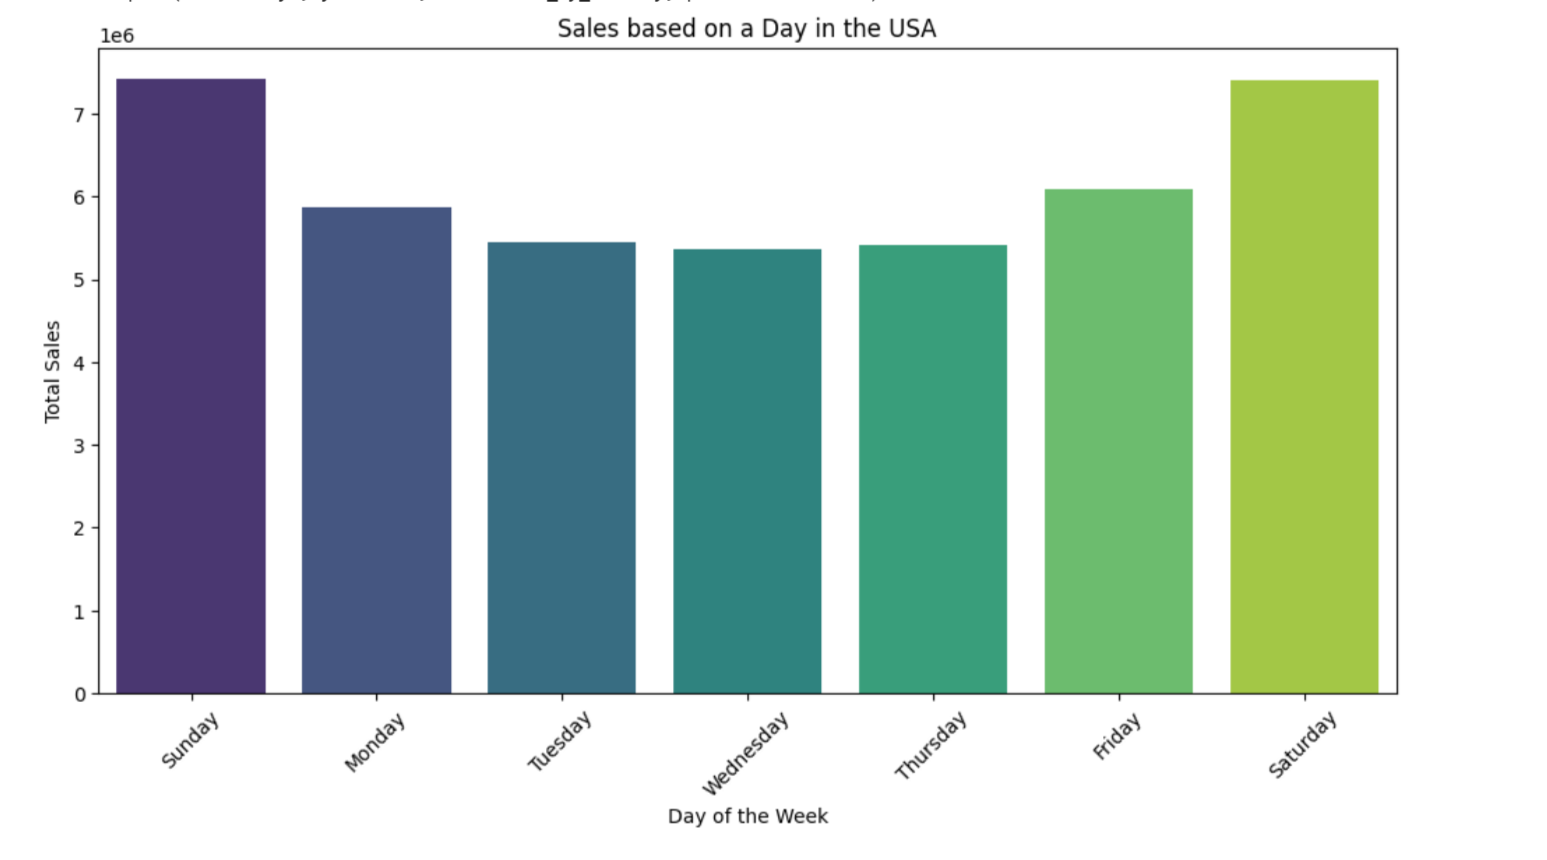 Sales based on a Day in the USA
1e6
7
6
5
4
3
2
1
0
Total Sales
Sunday
Monday
Tuesday
Wednesday
Thursday
Friday
Saturday
Day of the Week